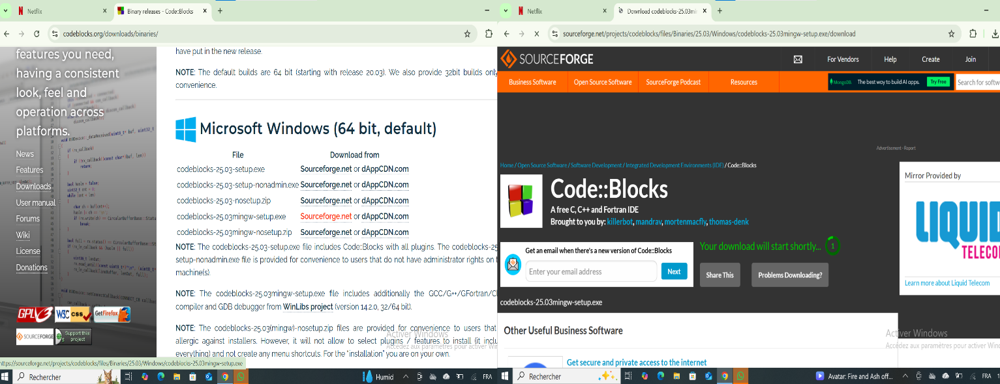 Netflix
Binary releases - Code::Blocks
codeblocks.org/downloads/binaries/
features you need,
having a consistent
look, feel and
operation across
platforms.
News
Features
Downloads
User manual
Forums
Wiki
License
Donations
GPLV3
W3C css
GetFirefox
SOURCEFORGE
Support this
project
https://sourceforge.net/projects/codeblocks/files/Binaries/25.03/Windows/codeblocks-25.03mingw-setup.exe
have put in the new release.
NOTE: The default builds are 64 bit (starting with release 20.03). We also provide 32bit builds only
convenience.
Microsoft Windows (64 bit, default)
File Download from
codeblocks-25.03-setup.exe Sourceforge.net or dAppCDN.com
codeblocks-25.03-setup-nonadmin.exe Sourceforge.net or dAppCDN.com
codeblocks-25.03-nosetup.zip Sourceforge.net or dAppCDN.com
codeblocks-25.03mingw-setup.exe Sourceforge.net or dAppCDN.com
codeblocks-25.03mingw-nosetup.zip Sourceforge.net or dAppCDN.com
NOTE: The codeblocks-25.03-setup.exe file includes Code::Blocks with all plugins. The codeblocks-25
setup-nonadmin.exe file is provided for convenience to users that do not have administrator rights on
machine(s).
NOTE: The codeblocks-25.03mingw-setup.exe file includes additionally the GCC/G++/GFortran/
compiler and GDB debugger from WinLibs project (version 14.2.0, 32/64 bit).
NOTE: The codeblocks-25.03(mingw)-nosetup.zip files are provided for convenience to users that
allergic against installers. However, it will not allow to select plugins / features to install (it inclu
everything) and not create any menu shortcuts. For the "installation" you are on your own.
Activer Windows
Accédez aux paramètres pour activer Wi
Rechercher
Humid
FRA
Netflix
Download codeblocks-25.03mi
sourceforge.net/projects/codeblocks/files/Binaries/25.03/Windows/codeblocks-25.03mingw-setup.exe/download
SOURCEFORGE
For Vendors Help Create Join
Business Software Open Source Software SourceForge Podcast Resources
MongoDB. The best way to build AI apps. Try Free
Search for softw
Advertisement - Report
Home / Open Source Software / Software Development / Integrated Development Environments (IDE) / Code::Blocks
Code::Blocks
A free C, C++ and Fortran IDE
Brought to you by: killerbot, mandrav, mortenmacfly, thomas-denk
Get an email when there's a new version of Code::Blocks
Enter your email address
Next
Your download will start shortly... 1
Share This
Problems Downloading?
codeblocks-25.03mingw-setup.exe
Mirror Provided by
LIQUID
TELECOM
Learn more about Liquid Telecom
Other Useful Business Software
Get secure and private access to the internet
Activer Windows
Accédez aux paramètres pour activer Win
Rechercher
Avatar: Fire and Ash off...
FRA